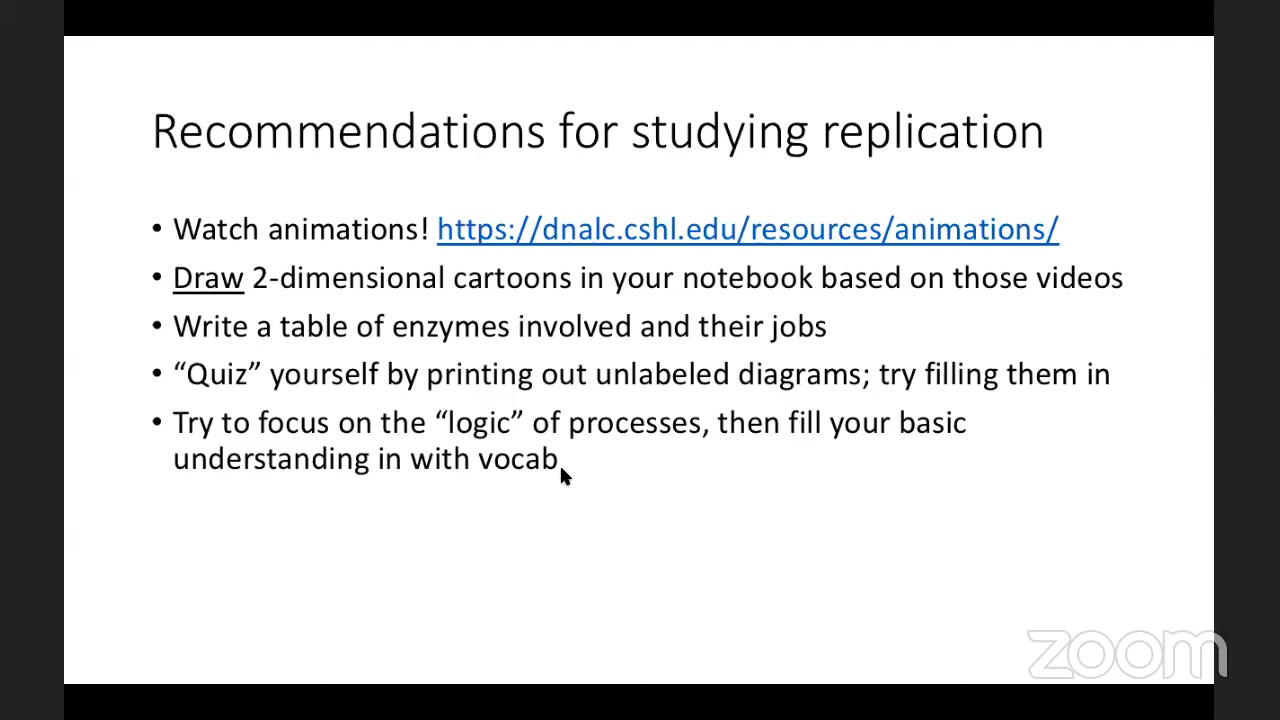 Recommendations for studying replication
• Watch animations! https://dnalc.cshl.edu/resources/animations/
• Draw 2-dimensional cartoons in your notebook based on those videos
• Write a table of enzymes involved and their jobs
• “Quiz” yourself by printing out unlabeled diagrams; try filling them in
• Try to focus on the “logic” of processes, then fill your basic
understanding in with vocab
zoom